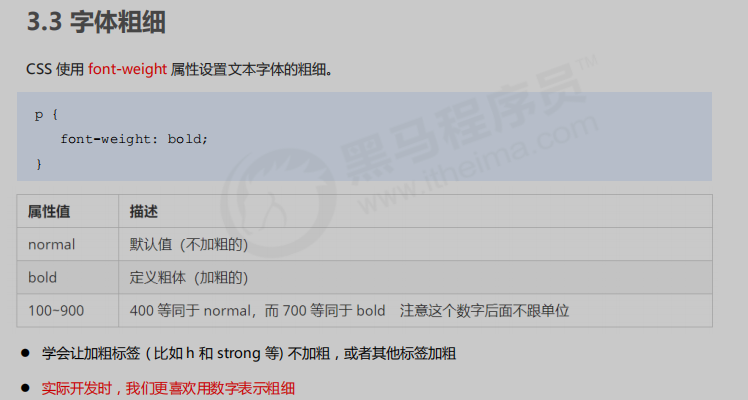 3.3 字体粗细
CSS 使用 font-weight 属性设置文本字体的粗细。
p {
font-weight: bold;
}
黑马程序员™
www.itheima.com
属性值 描述
normal 默认值（不加粗的）
bold 定义粗体（加粗的）
100~900 400 等同于 normal，而 700 等同于 bold 注意这个数字后面不跟单位
● 学会让加粗标签（比如 h 和 strong 等) 不加粗，或者其他标签加粗
● 实际开发时，我们更喜欢用数字表示粗细